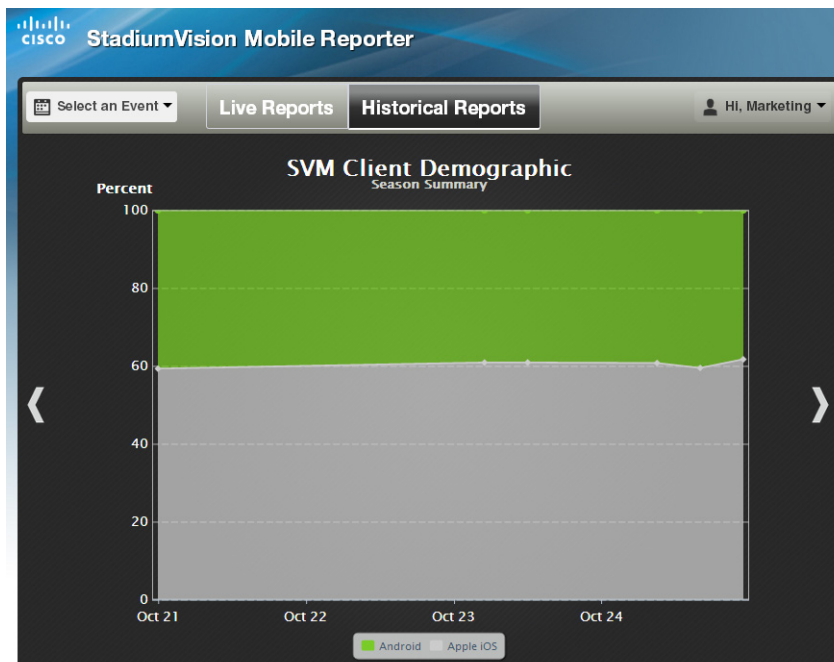 CISCO StadiumVision Mobile Reporter
Select an Event Live Reports Historical Reports Hi, Marketing
SVM Client Demographic
Season Summary
Percent
100
80
60
40
20
0
Oct 21 Oct 22 Oct 23 Oct 24
Android Apple iOS